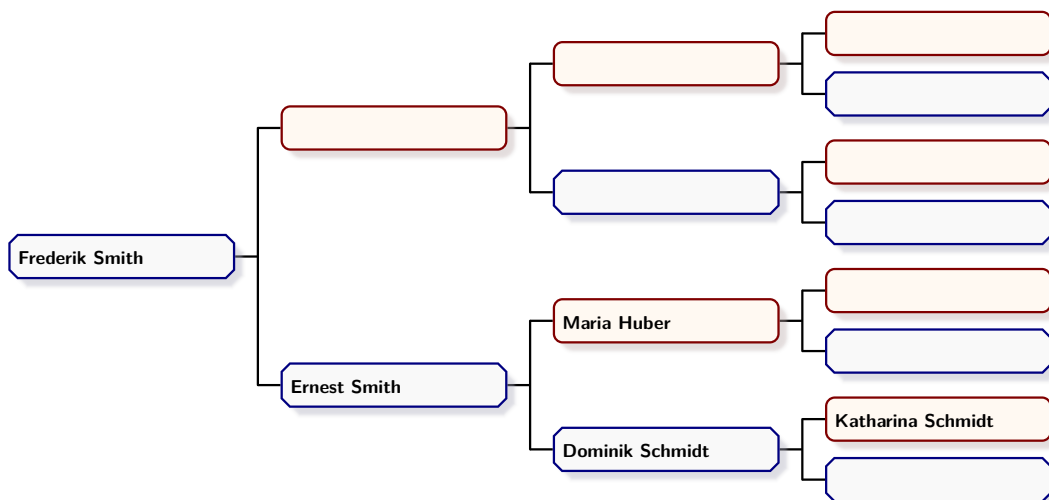 Frederik Smith
Ernest Smith
Maria Huber
Dominik Schmidt
Katharina Schmidt